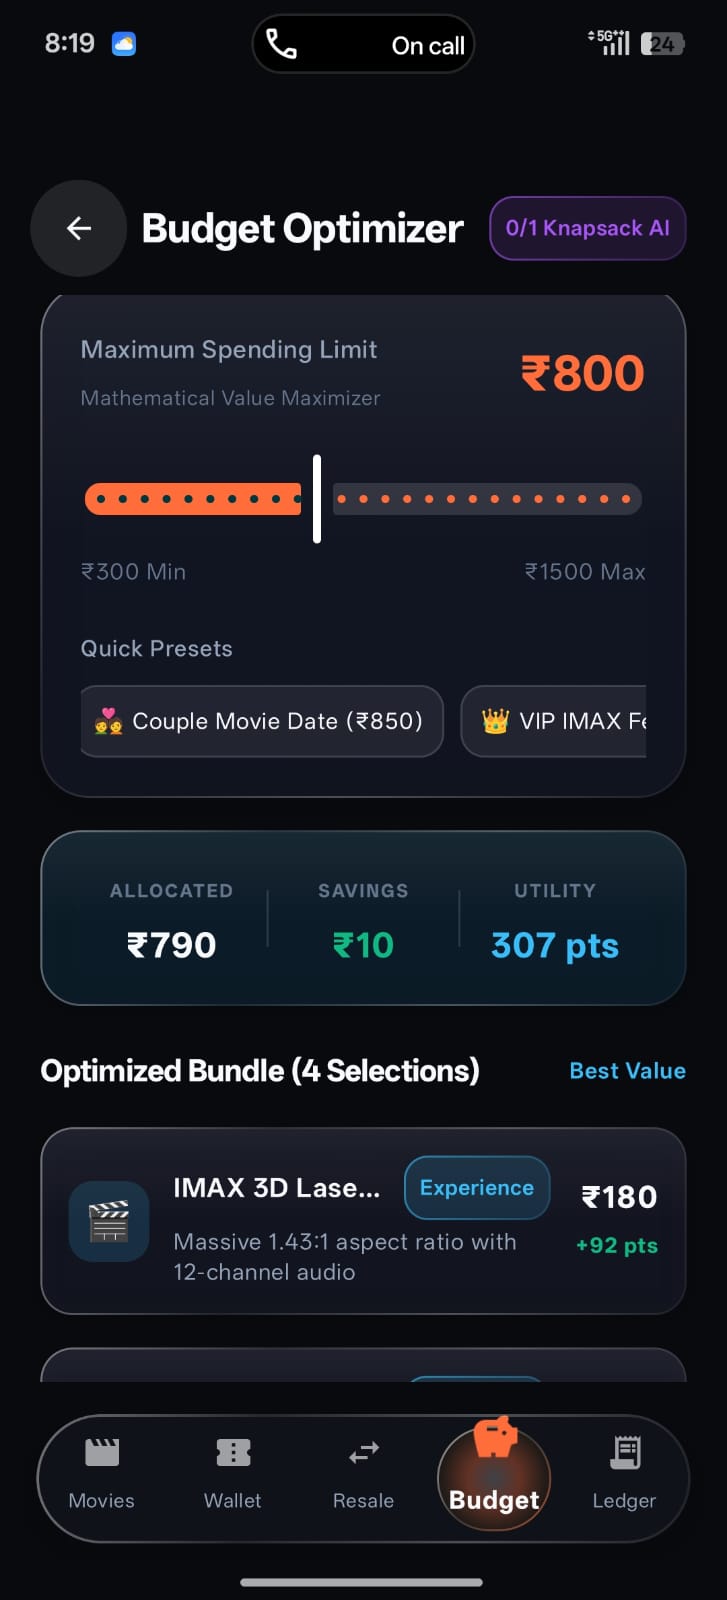 8:19
On call
5G++
24
Budget Optimizer
0/1 Knapsack AI
Maximum Spending Limit
₹800
Mathematical Value Maximizer
₹300 Min
₹1500 Max
Quick Presets
Couple Movie Date (₹850)
VIP IMAX Fe
ALLOCATED
SAVINGS
UTILITY
₹790
₹10
307 pts
Optimized Bundle (4 Selections)
Best Value
IMAX 3D Lase...
Experience
₹180
Massive 1.43:1 aspect ratio with
12-channel audio
+92 pts
Movies
Wallet
Resale
Budget
Ledger